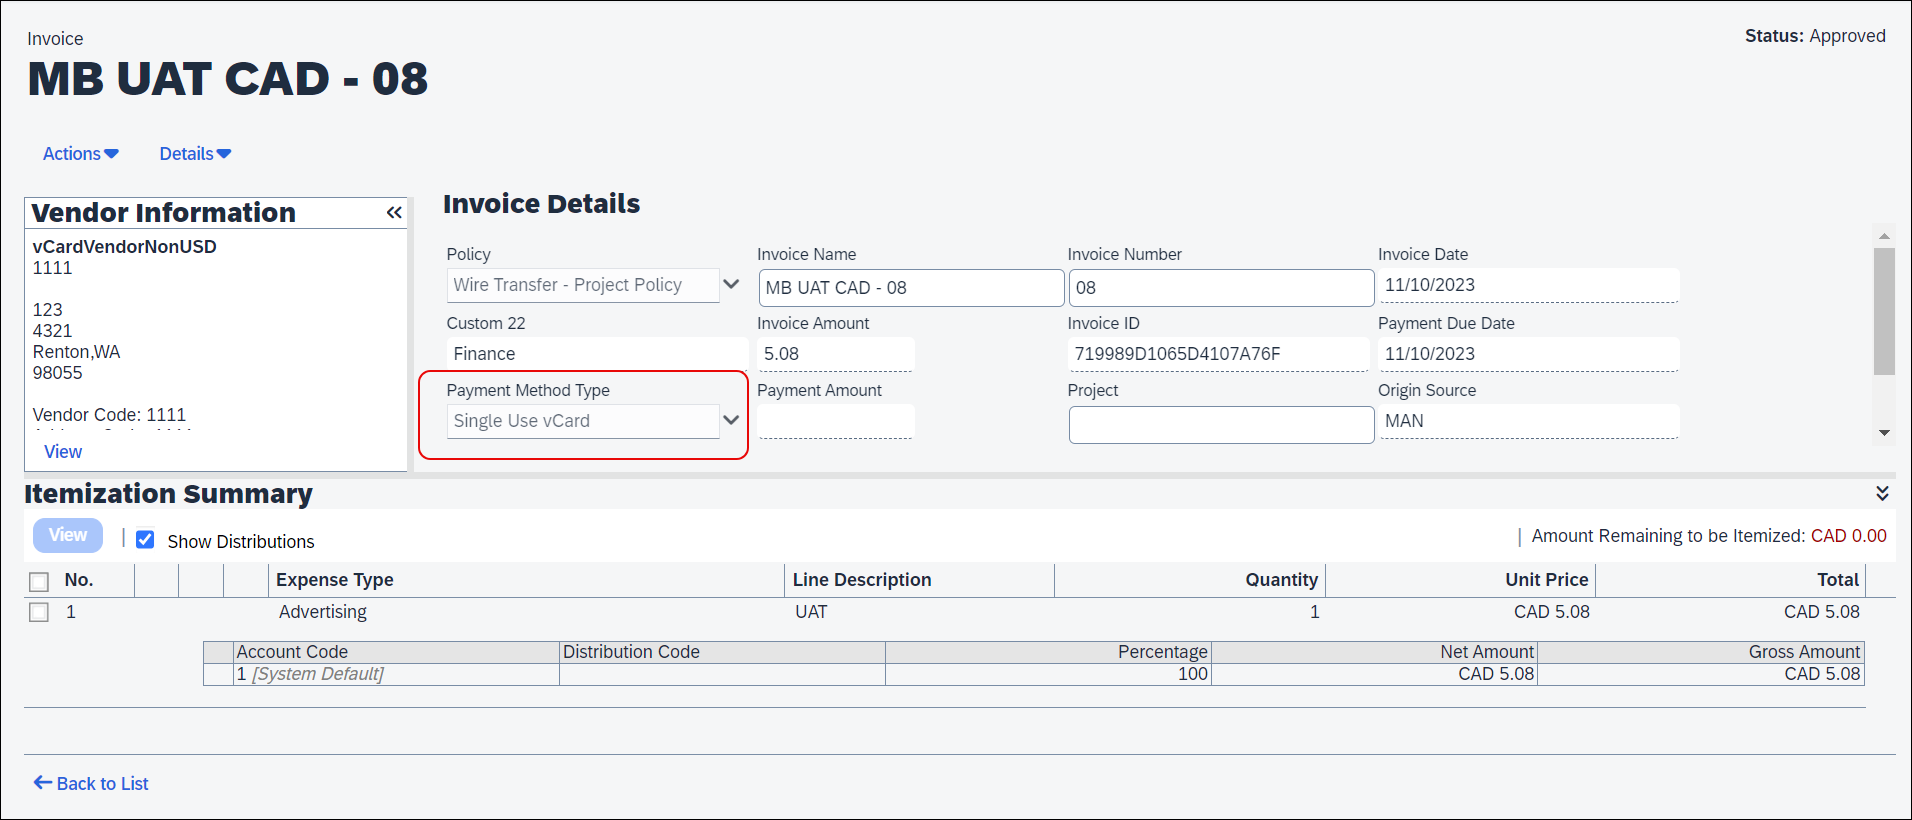 Invoice
Status: Approved
MB UAT CAD - 08
Actions Details
Vendor Information
vCardVendorNonUSD
1111
123
4321
Renton,WA
98055
Vendor Code: 1111
View
Invoice Details
Policy Invoice Name Invoice Number Invoice Date
Wire Transfer - Project Policy MB UAT CAD - 08 08 11/10/2023
Custom 22 Invoice Amount Invoice ID Payment Due Date
Finance 5.08 719989D1065D4107A76F 11/10/2023
Payment Method Type Payment Amount Project Origin Source
Single Use vCard MAN
Itemization Summary
View | Show Distributions | Amount Remaining to be Itemized: CAD 0.00
No. Expense Type Line Description Quantity Unit Price Total
1 Advertising UAT 1 CAD 5.08 CAD 5.08
Account Code Distribution Code Percentage Net Amount Gross Amount
1 [System Default] 100 CAD 5.08 CAD 5.08
Back to List